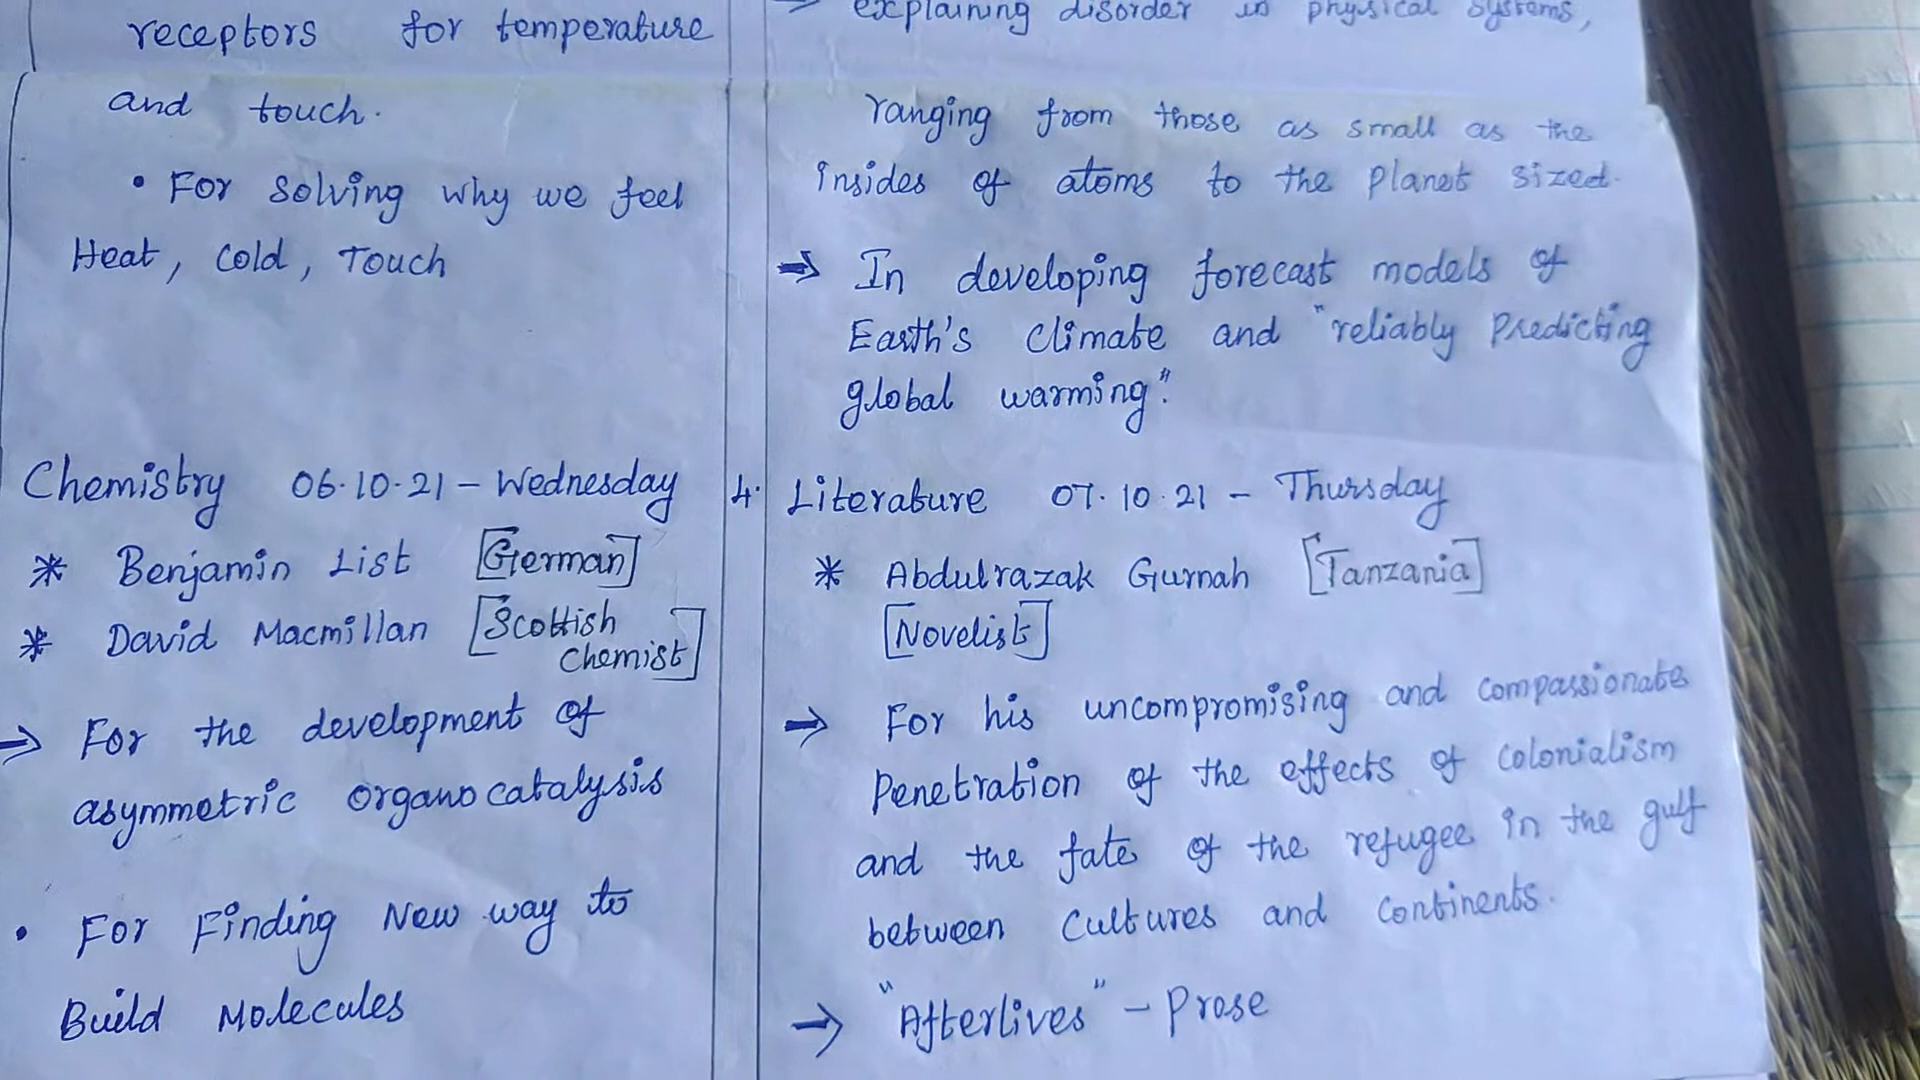 receptors for temperature
and touch.
• For Solving why we feel
Heat, Cold, Touch
Chemistry 06.10.21 – Wednesday
* Benjamin List [German]
* David Macmillan [Scottish
Chemist]
⇒ For the development of
asymmetric organocatalysis
• For Finding New way to
Build Molecules
⇒ explaining disorder in physical systems,
ranging from those as small as the
insides of atoms to the Planet sized.
⇒ In developing forecast models of
Earth's Climate and "reliably Predicting
global warming".
4. Literature 07.10.21 – Thursday
* Abdulrazak Gurnah [Tanzania]
[Novelist]
⇒ For his uncompromising and compassionate
Penetration of the effects of Colonialism
and the fate of the refugee in the gulf
between Cultures and Continents.
→ "Afterlives" – Prose